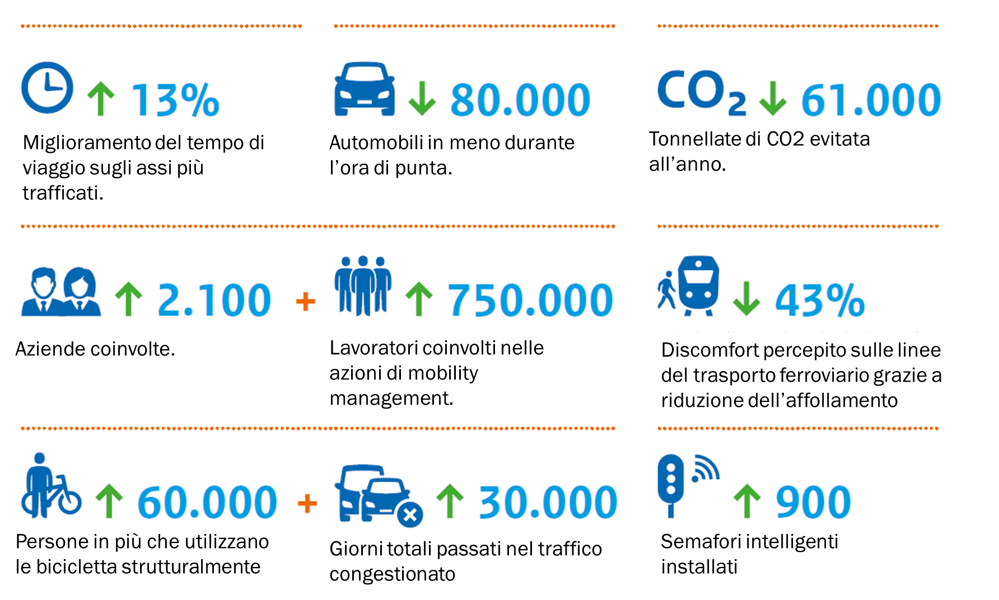 13%
Miglioramento del tempo di
viaggio sugli assi più
trafficati.
80.000
Automobili in meno durante
l’ora di punta.
CO2 61.000
Tonnellate di CO2 evitata
all’anno.
2.100
Aziende coinvolte.
+
750.000
Lavoratori coinvolti nelle
azioni di mobility
management.
43%
Discomfort percepito sulle linee
del trasporto ferroviario grazie a
riduzione dell’affollamento
60.000
Persone in più che utilizzano
le bicicletta strutturalmente
+
30.000
Giorni totali passati nel traffico
congestionato
900
Semafori intelligenti
installati